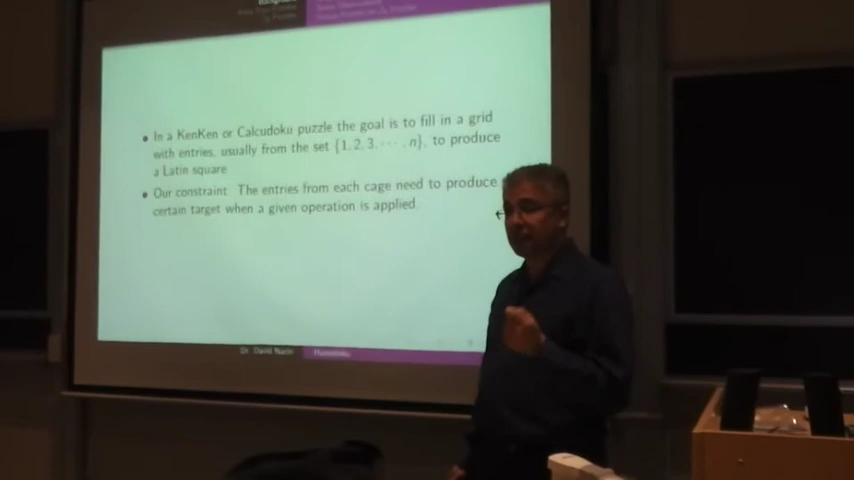 • In a KenKen or Calcudoku puzzle the goal is to fill in a grid
with entries, usually from the set {1, 2, 3, ⋯ , n}, to produce
a Latin square
• Our constraint The entries from each cage need to produce
certain target when a given operation is applied.
Dr. David Nacin